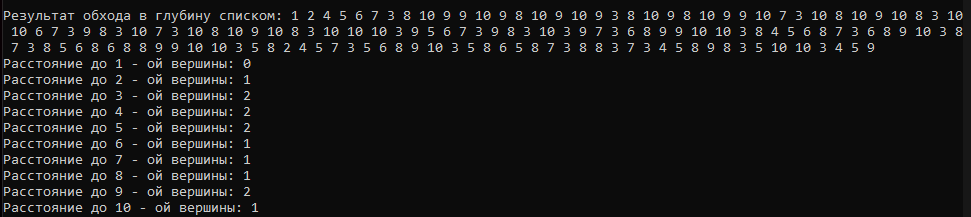 Результат обхода в глубину списком: 1 2 4 5 6 7 3 8 10 9 9 10 9 8 10 9 10 9 3 8 10 9 8 10 9 9 10 7 3 10 8 10 9 10 8 3 10
10 6 7 3 9 8 3 10 7 3 10 8 10 9 10 8 3 10 10 10 3 9 5 6 7 3 9 8 3 10 3 9 7 3 6 8 9 9 10 10 3 8 4 5 6 8 7 3 6 8 9 10 3 8
7 3 8 5 6 8 6 8 8 9 9 10 10 3 5 8 2 4 5 7 3 5 6 8 9 10 3 5 8 6 5 8 7 3 8 8 3 7 3 4 5 8 9 8 3 5 10 10 3 4 5 9
Расстояние до 1 - ой вершины: 0
Расстояние до 2 - ой вершины: 1
Расстояние до 3 - ой вершины: 2
Расстояние до 4 - ой вершины: 2
Расстояние до 5 - ой вершины: 2
Расстояние до 6 - ой вершины: 1
Расстояние до 7 - ой вершины: 1
Расстояние до 8 - ой вершины: 1
Расстояние до 9 - ой вершины: 2
Расстояние до 10 - ой вершины: 1